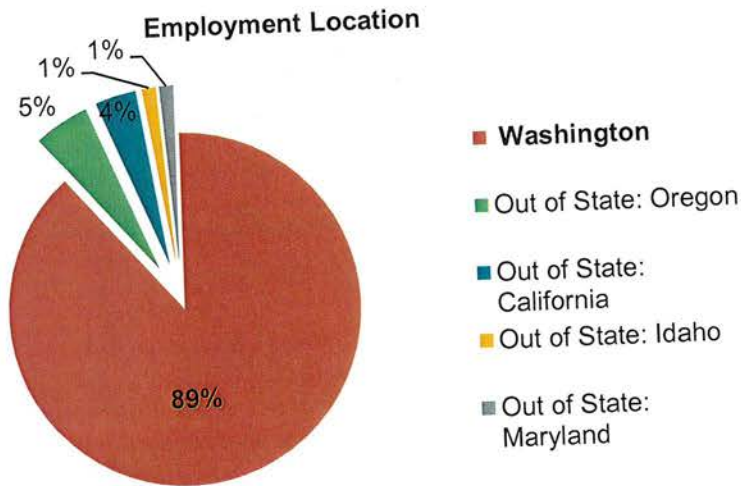 Employment Location
1%
1%
5%
4%
89%
Washington
Out of State: Oregon
Out of State:
California
Out of State: Idaho
Out of State:
Maryland